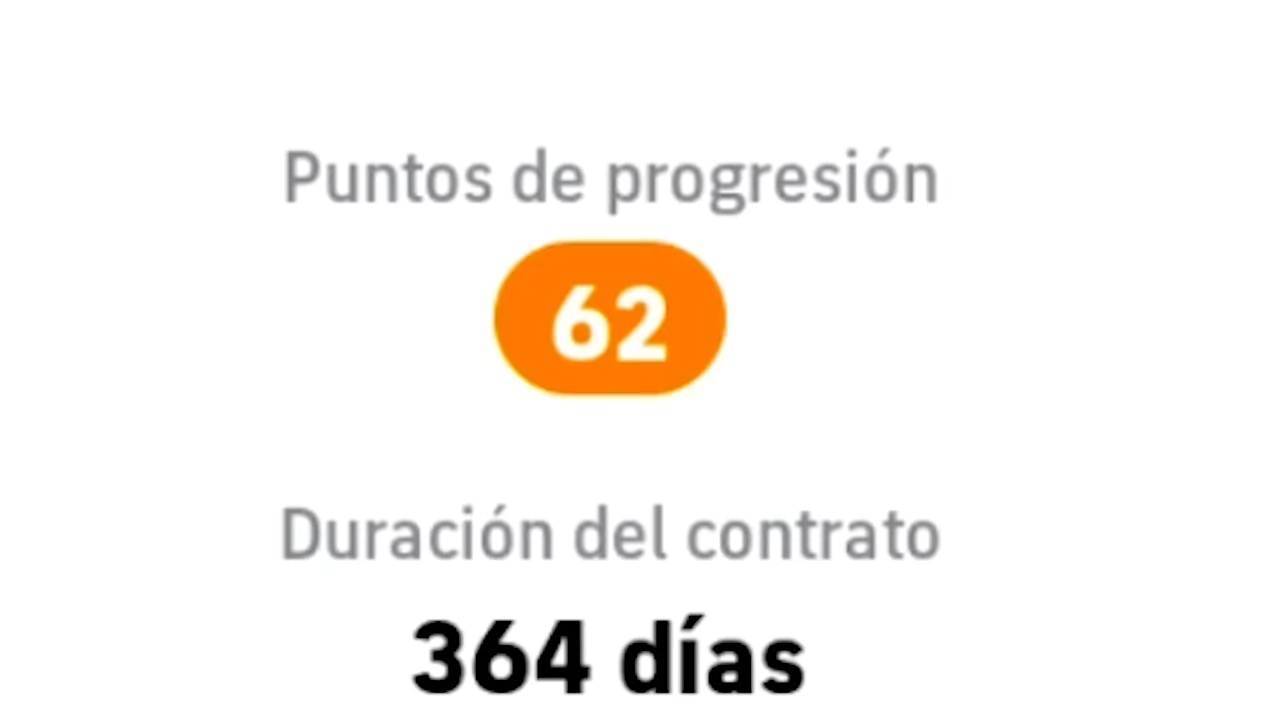 Puntos de progresión
62
Duración del contrato
364 días